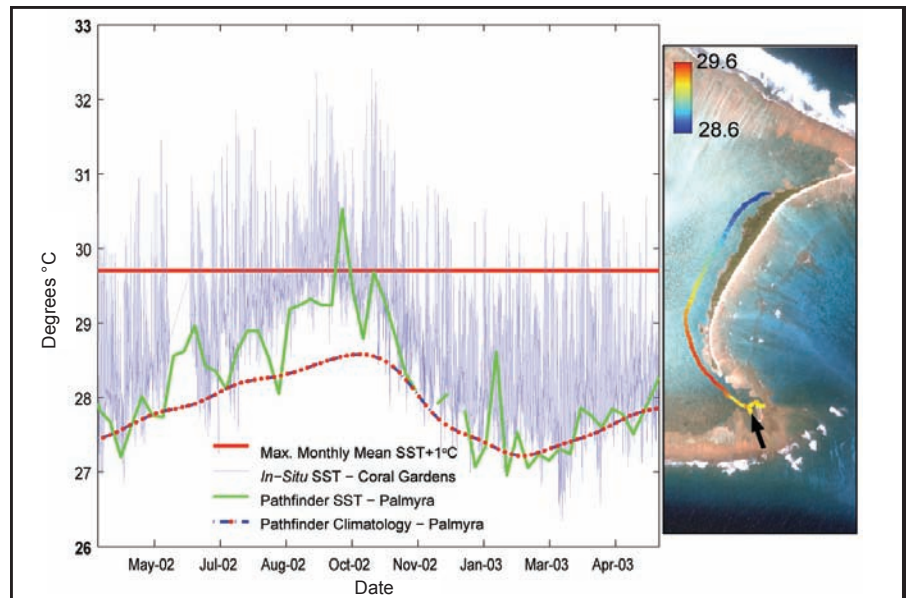 33
32
31
30
29
28
27
26
Degrees °C
Max. Monthly Mean SST+1°C
In-Situ SST – Coral Gardens
Pathfinder SST – Palmyra
Pathfinder Climatology – Palmyra
May-02 Jul-02 Aug-02 Oct-02 Nov-02 Jan-03 Mar-03 Apr-03
Date
29.6
28.6